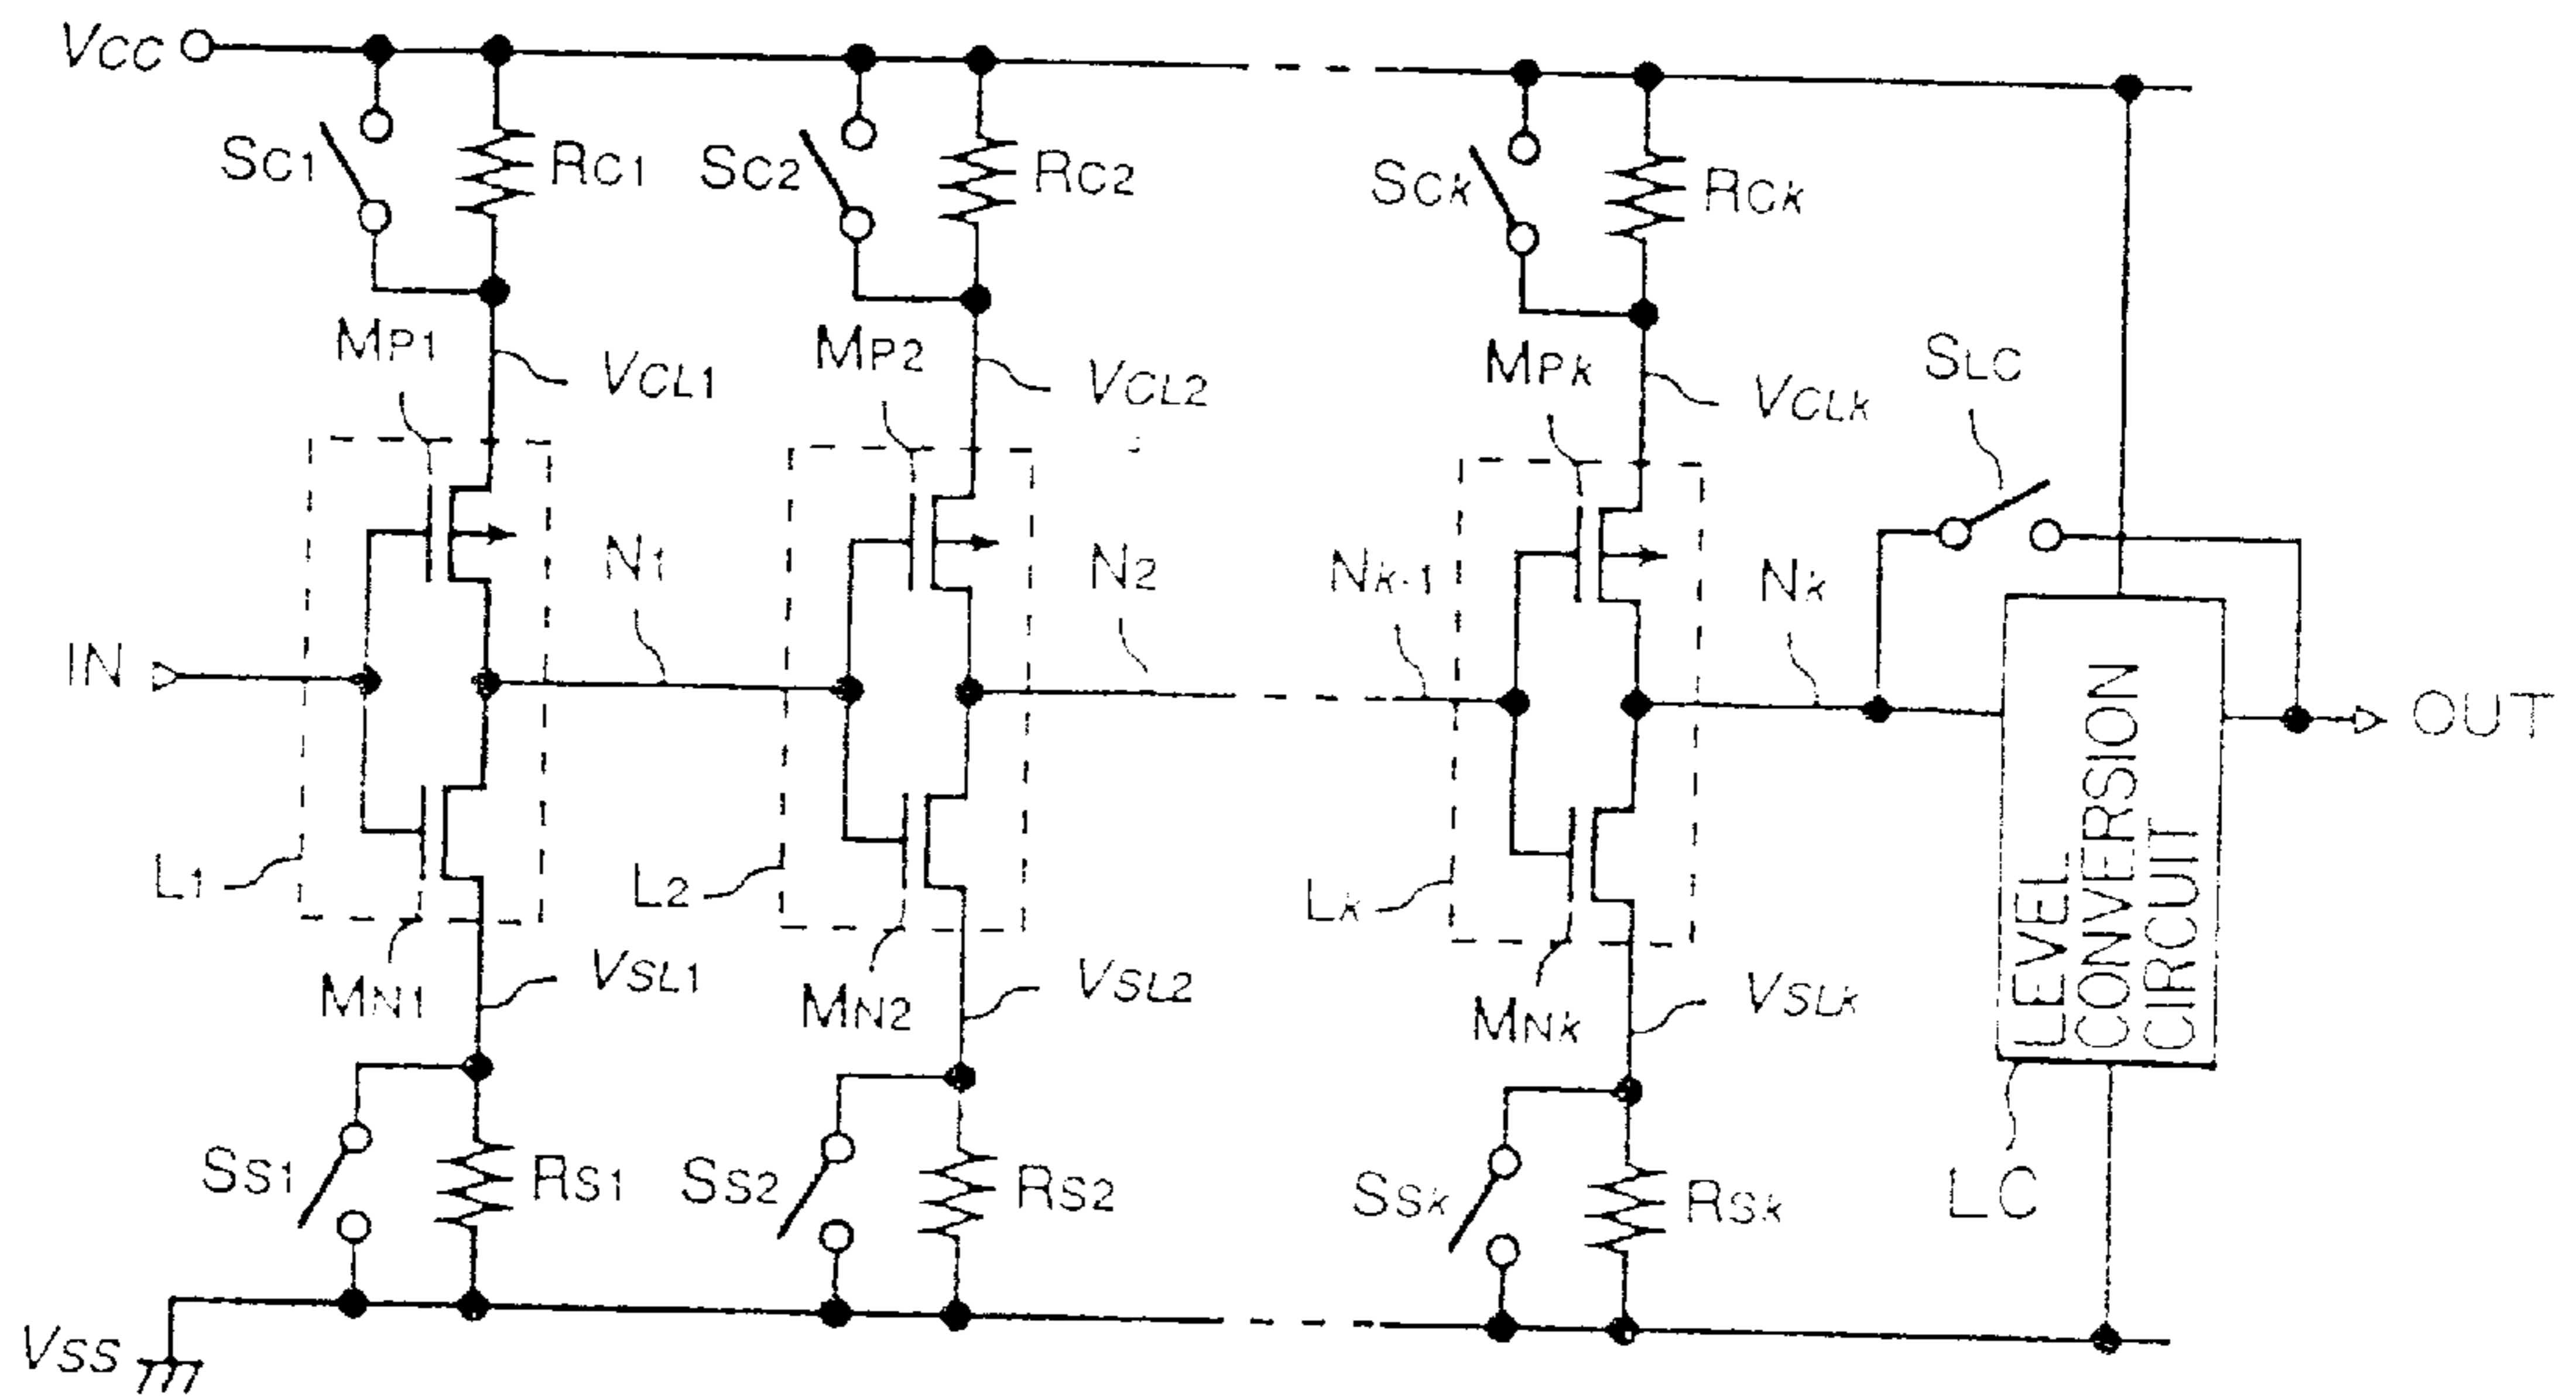 VCC
SC1
RC1
SC2
RC2
SCk
RCk
MP1
VCL1
MP2
VCL2
MPk
VCLk
SLC
IN
N1
N2
Nk-1
Nk
OUT
LEVEL
CONVERSION
CIRCUIT
L1
L2
Lk
MN1
VSL1
MN2
VSL2
MNk
VSLk
LC
SS1
RS1
SS2
RS2
SSk
RSk
VSS